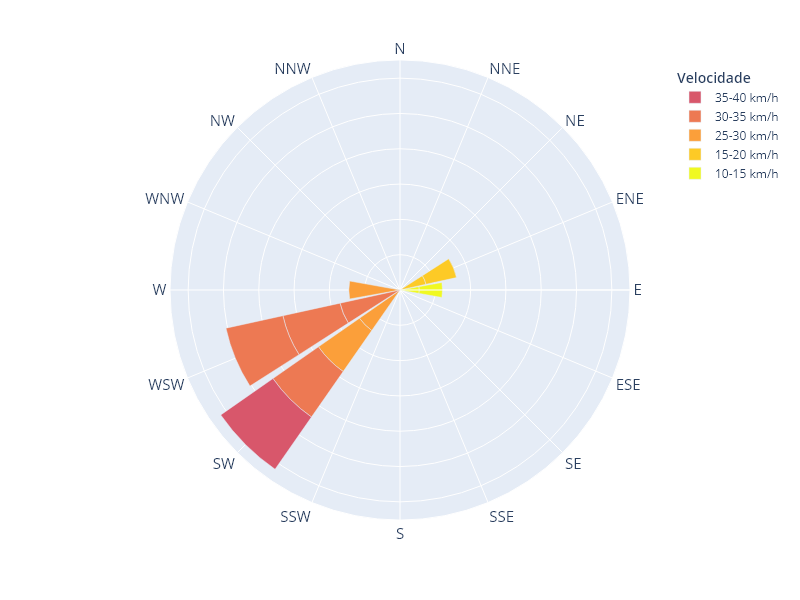 N
NNW
NNE
Velocidade
35-40 km/h
30-35 km/h
25-30 km/h
15-20 km/h
10-15 km/h
NW
NE
WNW
ENE
W
E
WSW
ESE
SW
SE
SSW
SSE
S